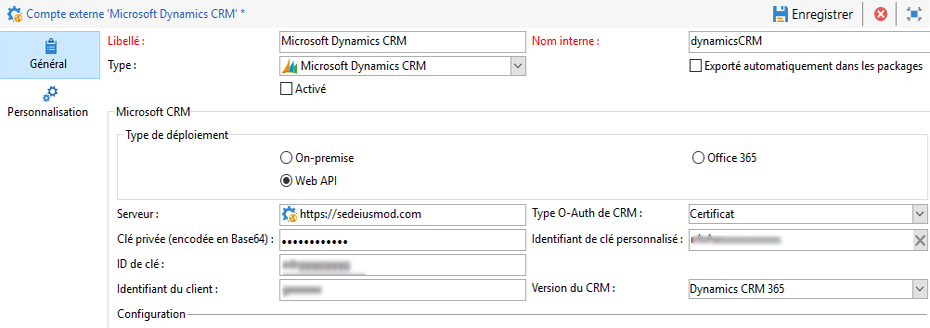 Compte externe 'Microsoft Dynamics CRM' *
Enregistrer
Général
Personnalisation
Libellé :
Microsoft Dynamics CRM
Nom interne :
dynamicsCRM
Type :
Microsoft Dynamics CRM
Exporté automatiquement dans les packages
Activé
Microsoft CRM
Type de déploiement
On-premise
Office 365
Web API
Serveur :
https://sedeiusmod.com
Type O-Auth de CRM :
Certificat
Clé privée (encodée en Base64) :
••••••••••••
Identifiant de clé personnalisé :
ID de clé :
Identifiant du client :
Version du CRM :
Dynamics CRM 365
Configuration